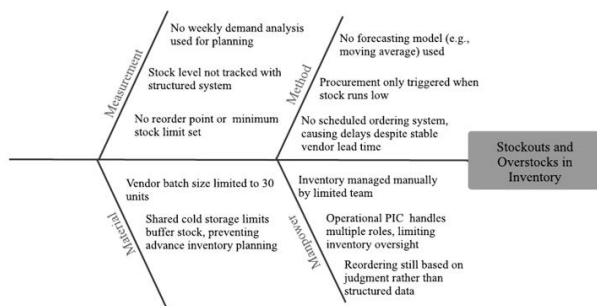 No weekly demand analysis
used for planning
Stock level not tracked with
structured system
No reorder point or minimum
stock limit set
Measurement
No forecasting model (e.g.,
moving average) used
Procurement only triggered when
stock runs low
No scheduled ordering system,
causing delays despite stable
vendor lead time
Method
Stockouts and
Overstocks in
Inventory
Vendor batch size limited to 30
units
Shared cold storage limits
buffer stock, preventing
advance inventory planning
Material
Inventory managed manually
by limited team
Operational PIC handles
multiple roles, limiting
inventory oversight
Reordering still based on
judgment rather than
structured data
Manpower